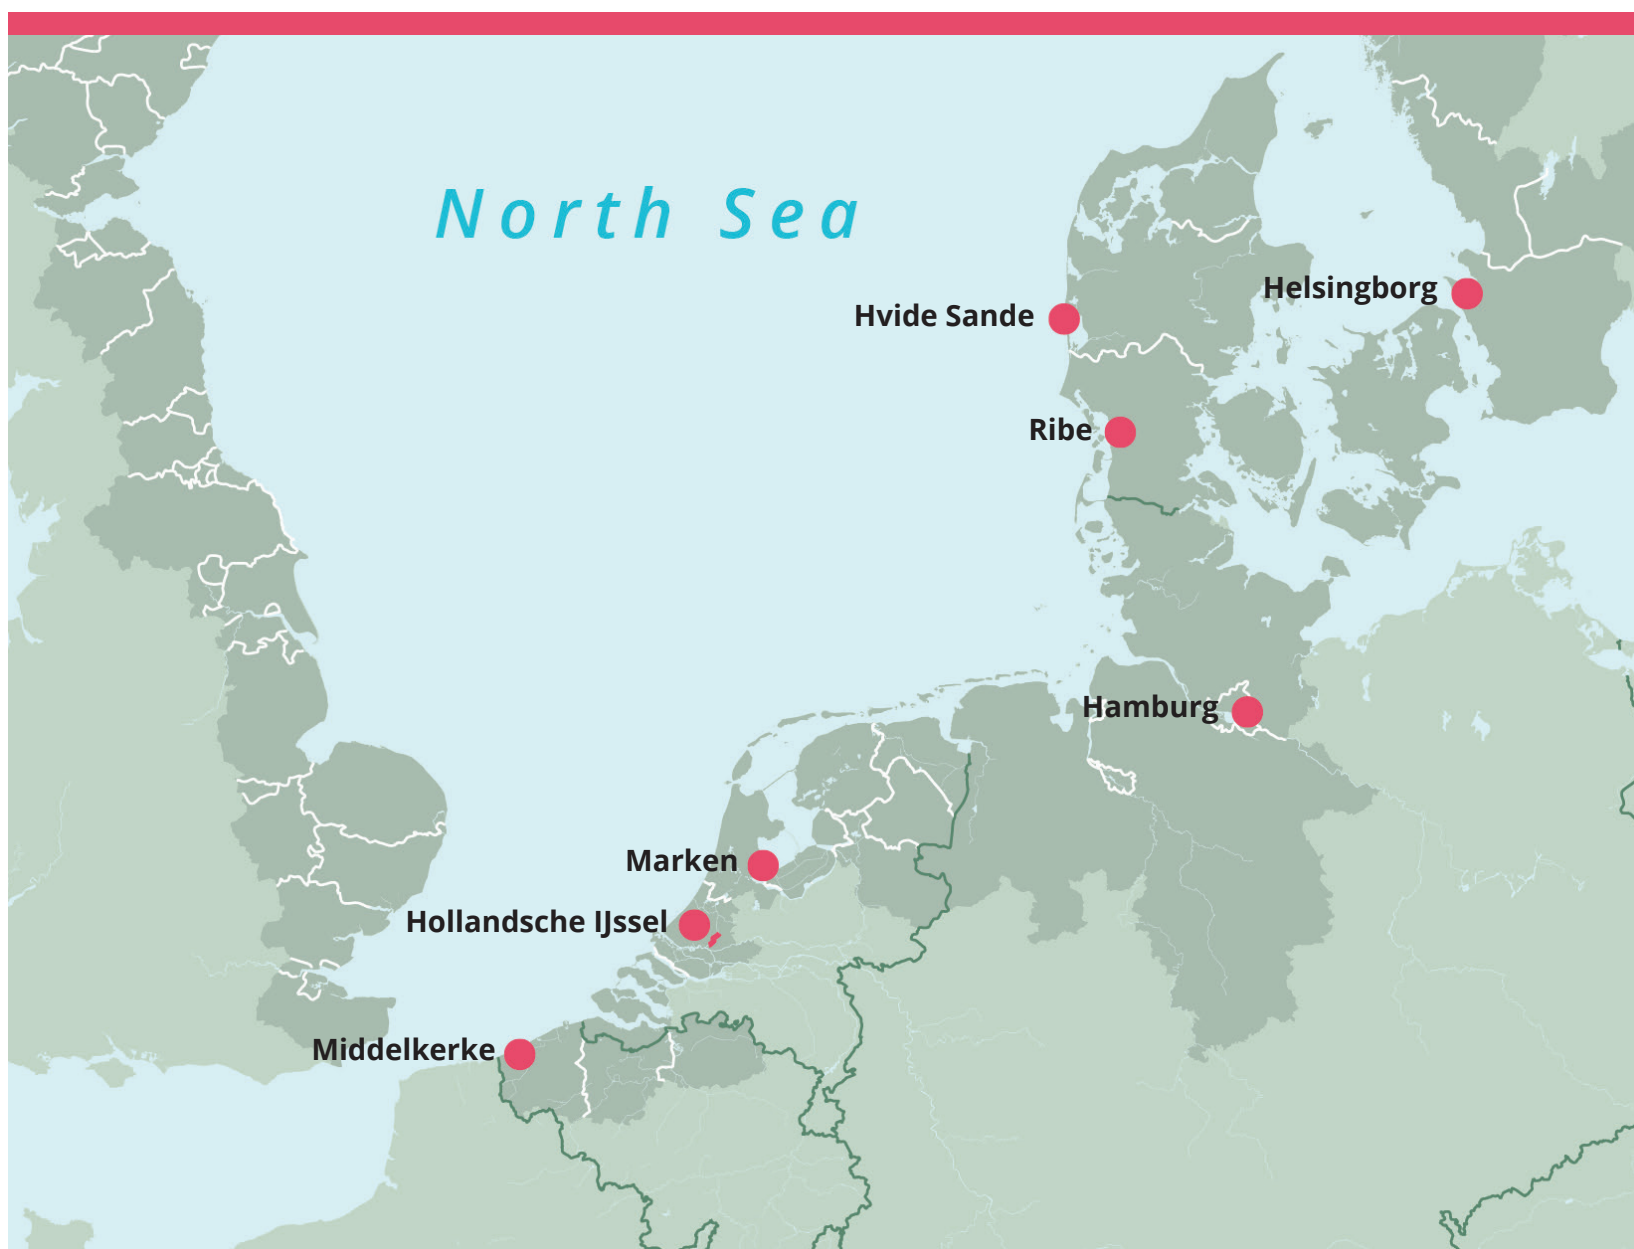 North Sea
Helsingborg
Hvide Sande
Ribe
Hamburg
Marken
Hollandsche IJssel
Middelkerke